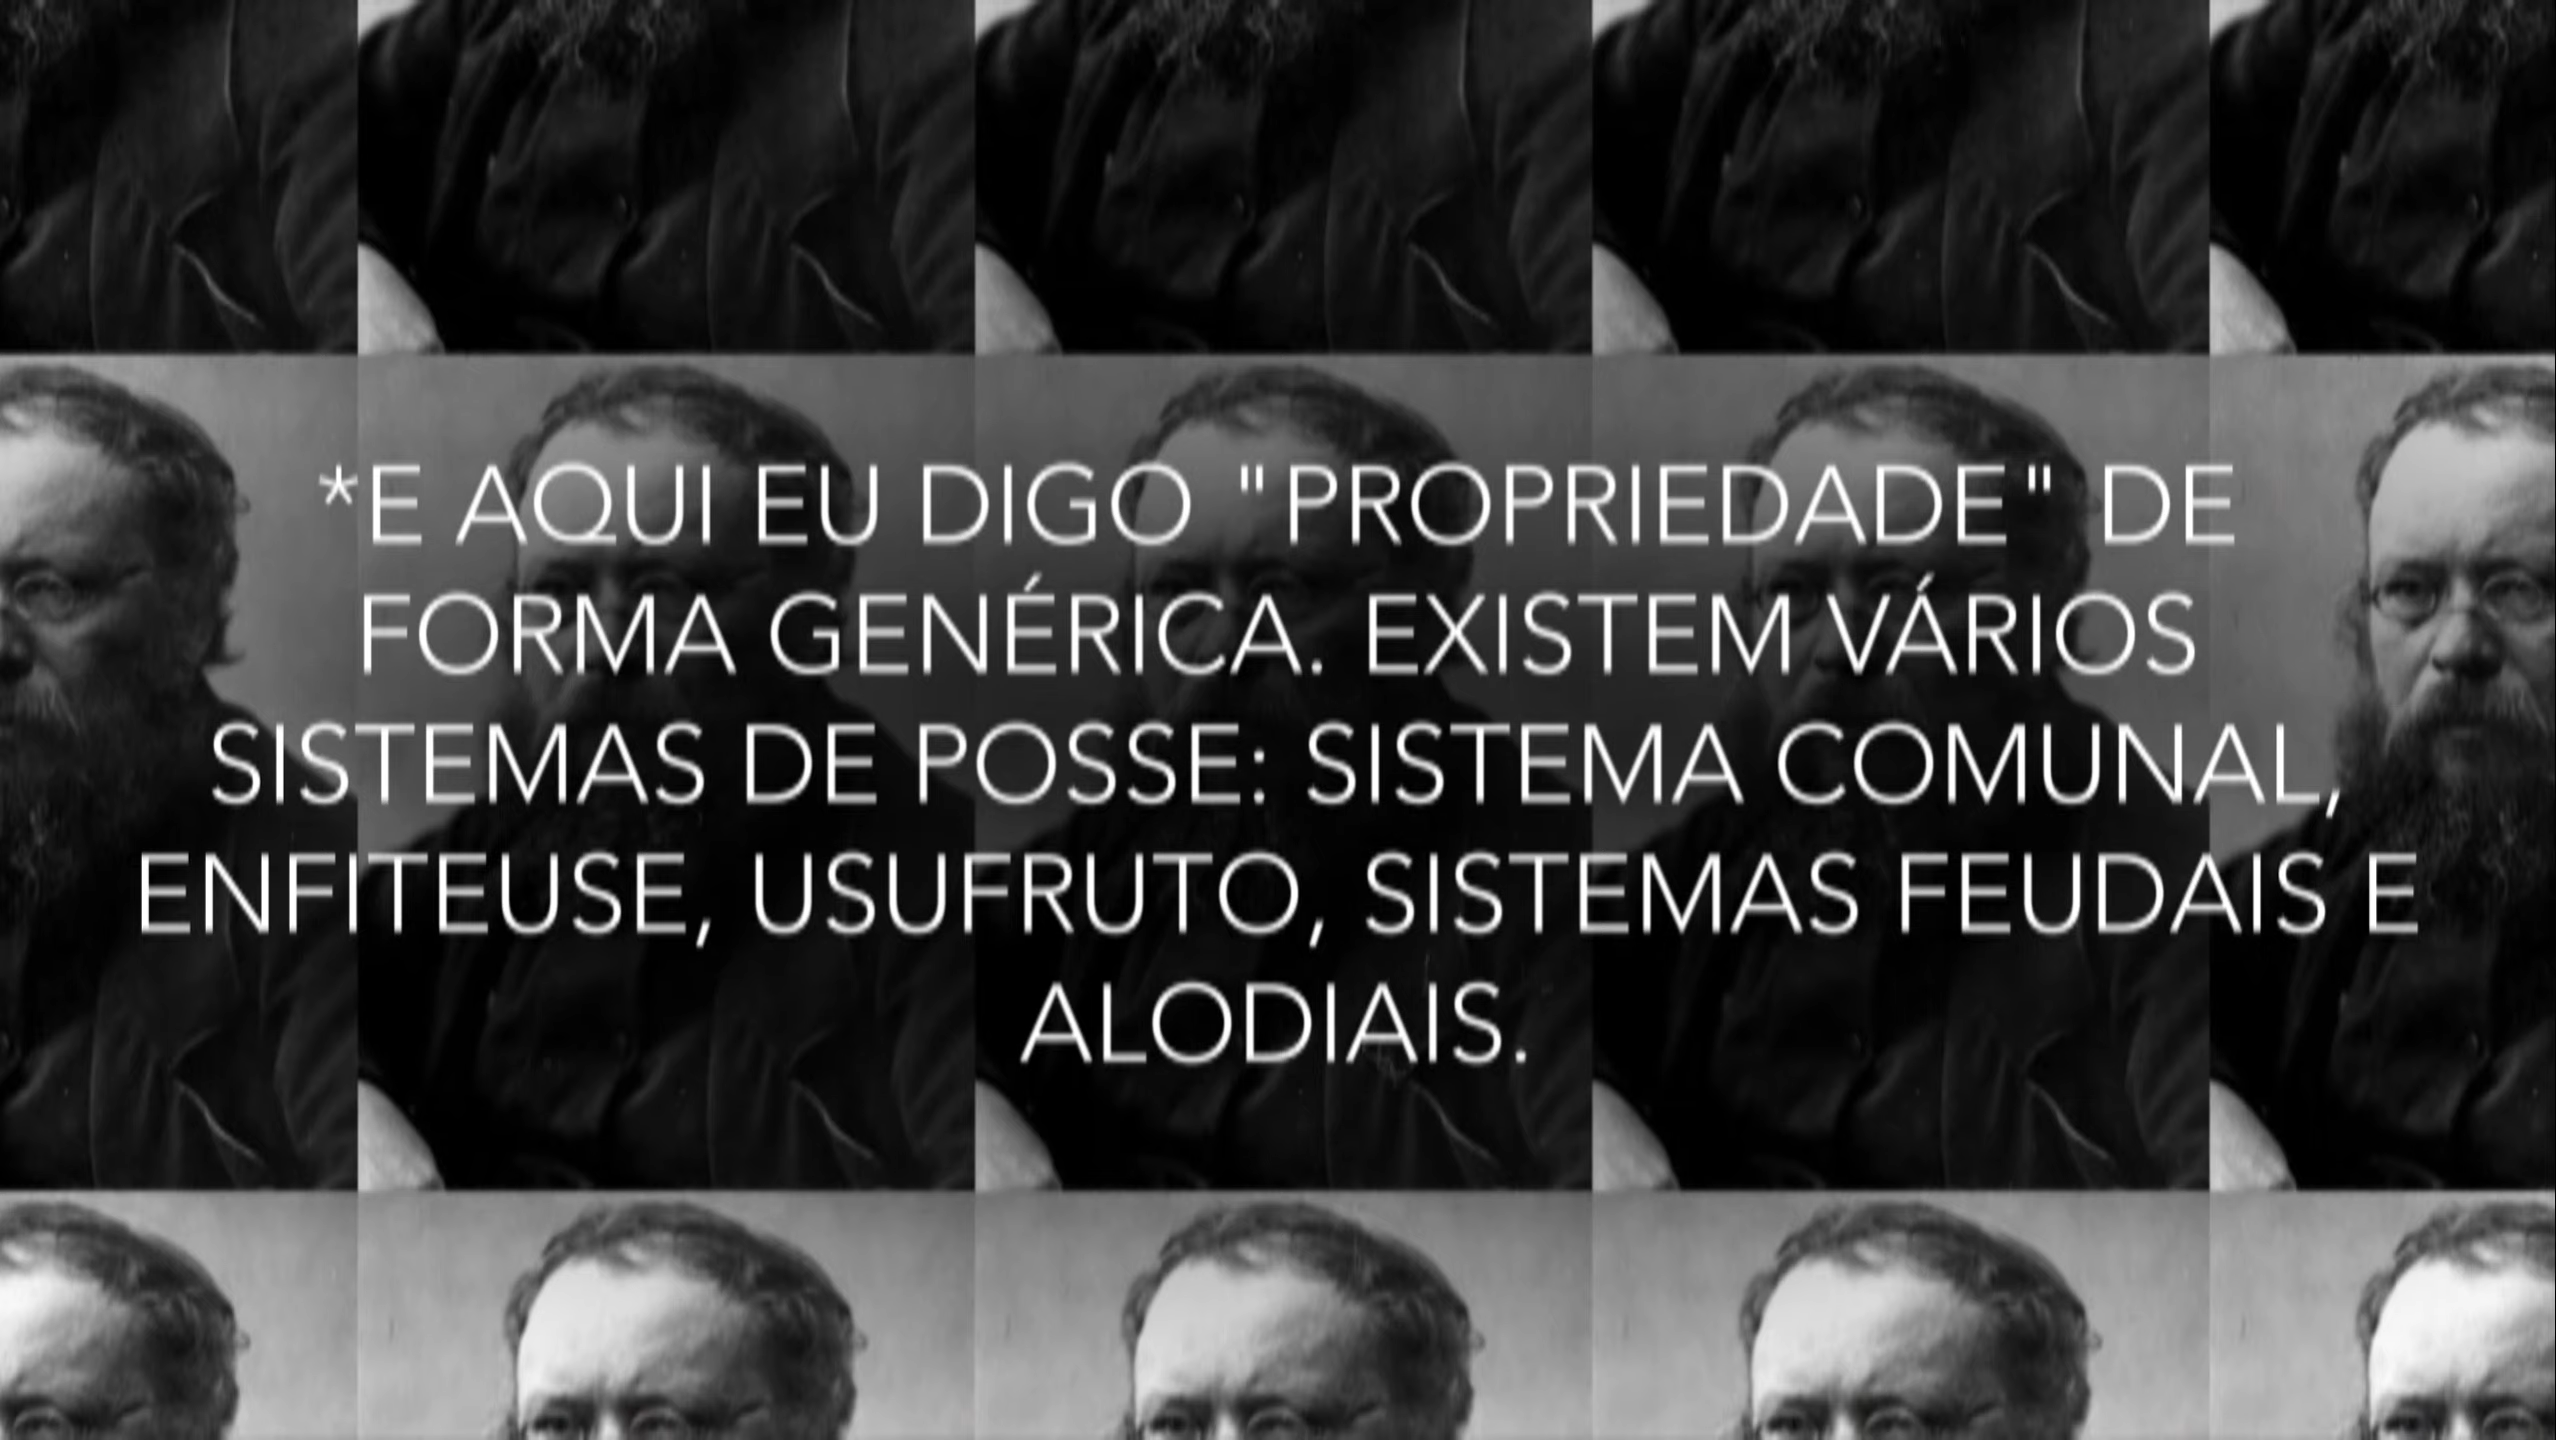 *E AQUI EU DIGO "PROPRIEDADE" DE
FORMA GENÉRICA. EXISTEM VÁRIOS
SISTEMAS DE POSSE: SISTEMA COMUNAL,
ENFITEUSE, USUFRUTO, SISTEMAS FEUDAIS E
ALODIAIS.